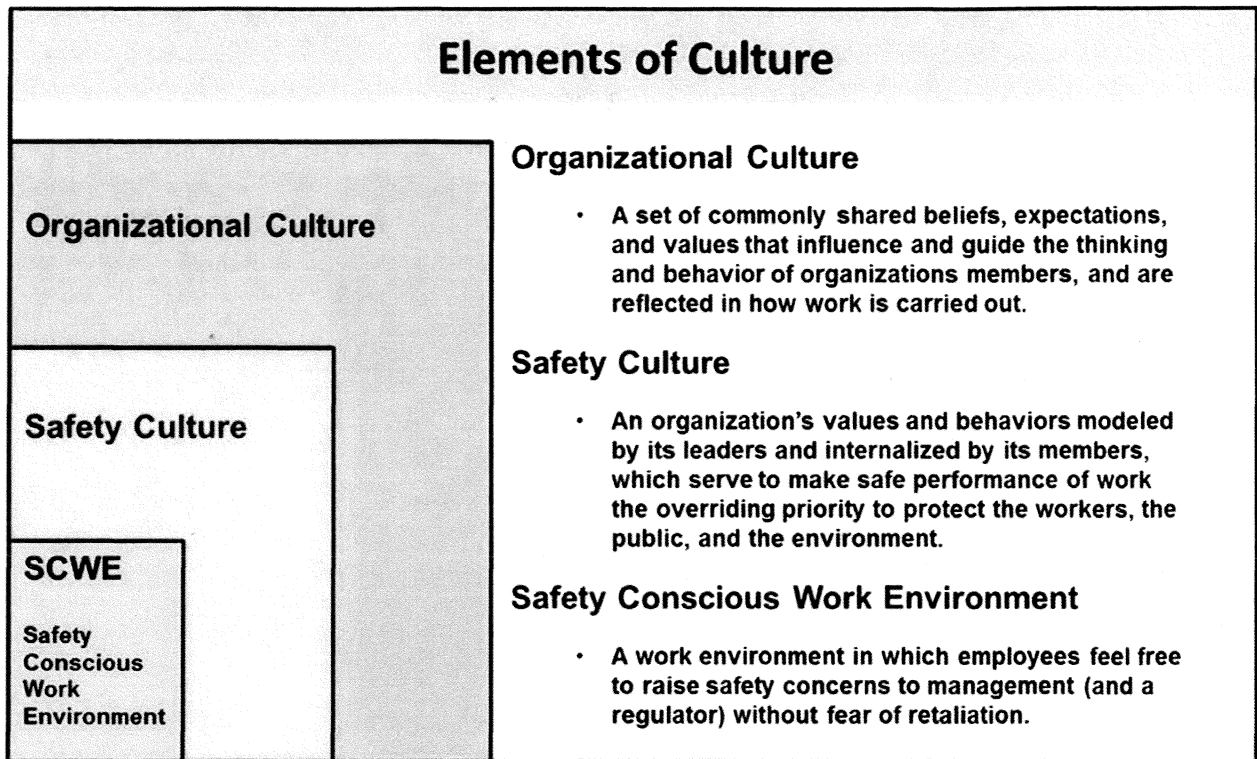 Elements of Culture
Organizational Culture
Safety Culture
SCWE
Safety
Conscious
Work
Environment
Organizational Culture
· A set of commonly shared beliefs, expectations,
and values that influence and guide the thinking
and behavior of organizations members, and are
reflected in how work is carried out.
Safety Culture
· An organization's values and behaviors modeled
by its leaders and internalized by its members,
which serve to make safe performance of work
the overriding priority to protect the workers, the
public, and the environment.
Safety Conscious Work Environment
· A work environment in which employees feel free
to raise safety concerns to management (and a
regulator) without fear of retaliation.